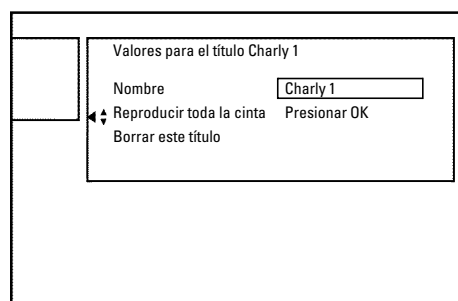 Valores para el título Charly 1
Nombre Charly 1
Reproducir toda la cinta Presionar OK
Borrar este título